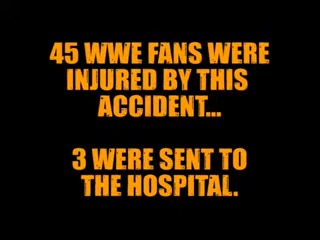 45 WWE FANS WERE
INJURED BY THIS
ACCIDENT...
3 WERE SENT TO
THE HOSPITAL.